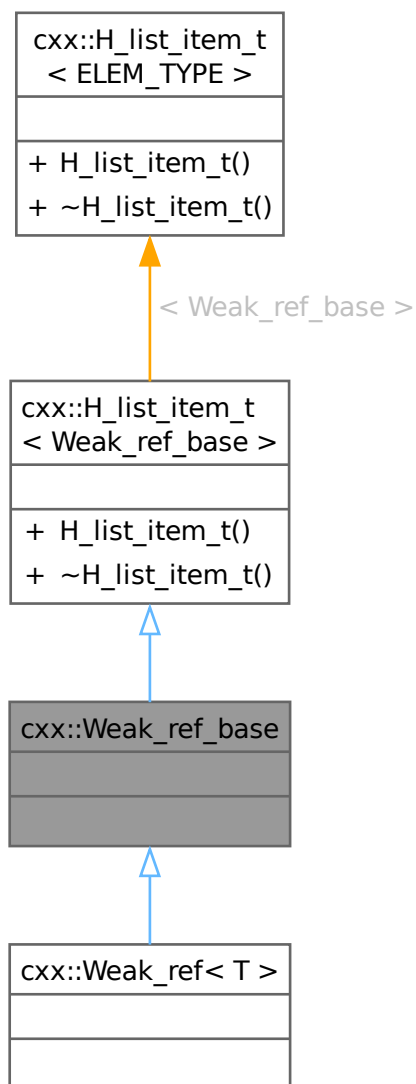 cxx::H_list_item_t
< ELEM_TYPE >
+ H_list_item_t()
+ ~H_list_item_t()
< Weak_ref_base >
cxx::H_list_item_t
< Weak_ref_base >
+ H_list_item_t()
+ ~H_list_item_t()
cxx::Weak_ref_base
cxx::Weak_ref< T >